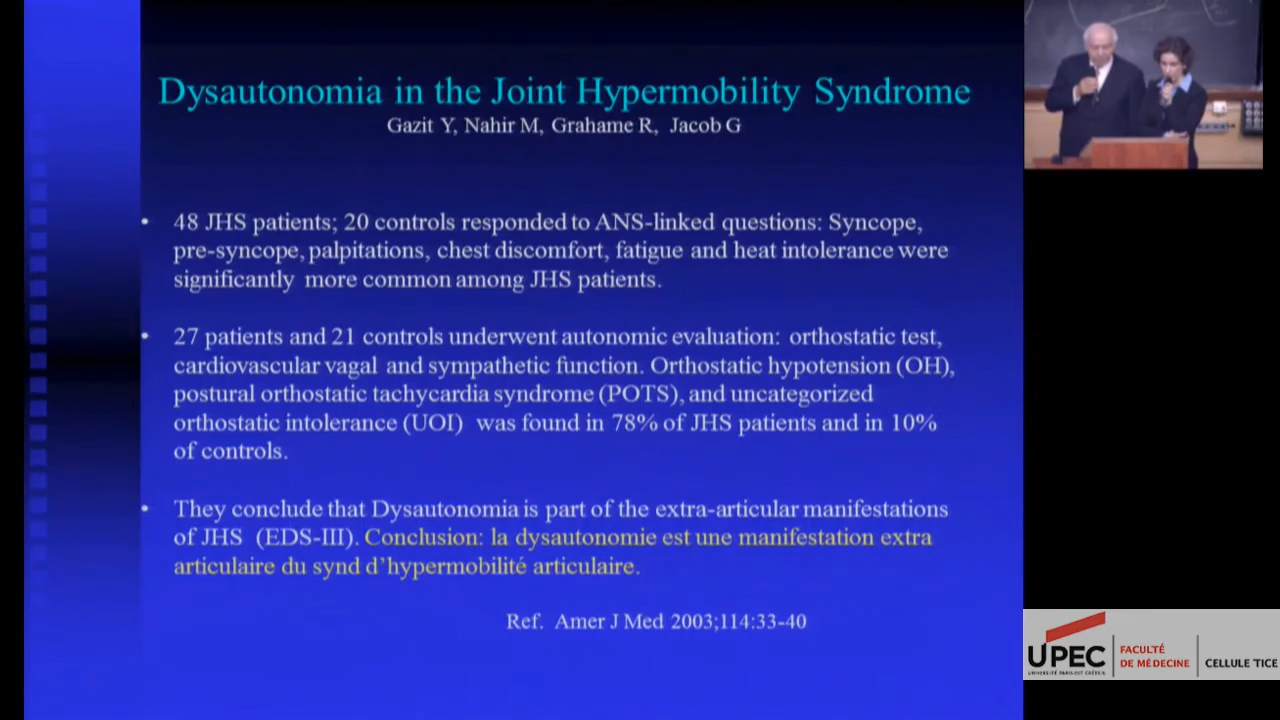 Dysautonomia in the Joint Hypermobility Syndrome
Gazit Y, Nahir M, Grahame R, Jacob G
• 48 JHS patients; 20 controls responded to ANS-linked questions: Syncope,
pre-syncope, palpitations, chest discomfort, fatigue and heat intolerance were
significantly more common among JHS patients.
• 27 patients and 21 controls underwent autonomic evaluation: orthostatic test,
cardiovascular vagal and sympathetic function. Orthostatic hypotension (OH),
postural orthostatic tachycardia syndrome (POTS), and uncategorized
orthostatic intolerance (UOI) was found in 78% of JHS patients and in 10%
of controls.
• They conclude that Dysautonomia is part of the extra-articular manifestations
of JHS (EDS-III). Conclusion: la dysautonomie est une manifestation extra
articulaire du synd d’hypermobilité articulaire.
Ref. Amer J Med 2003;114:33-40
UPEC
UNIVERSITÉ PARIS-EST CRÉTEIL
FACULTÉ
DE MÉDECINE
CELLULE TICE